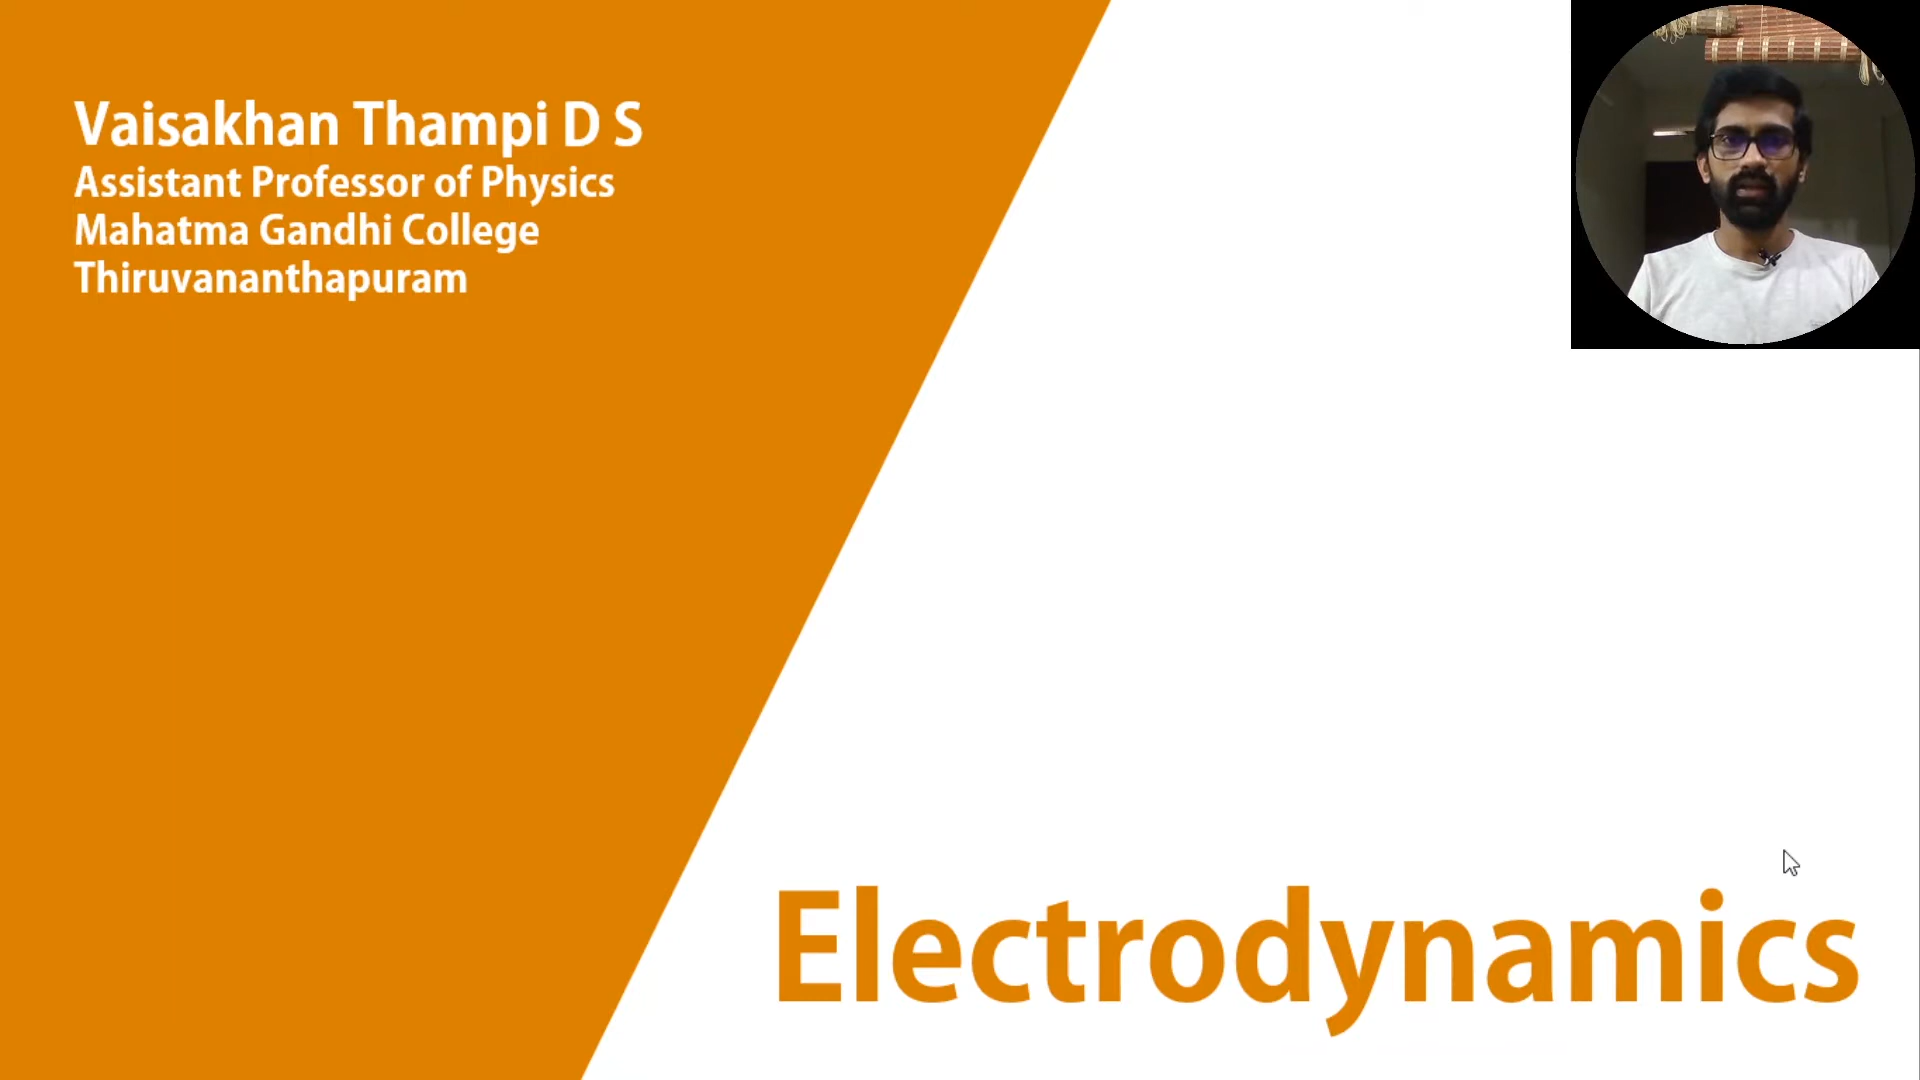 Vaisakhan Thampi D S
Assistant Professor of Physics
Mahatma Gandhi College
Thiruvananthapuram
Electrodynamics